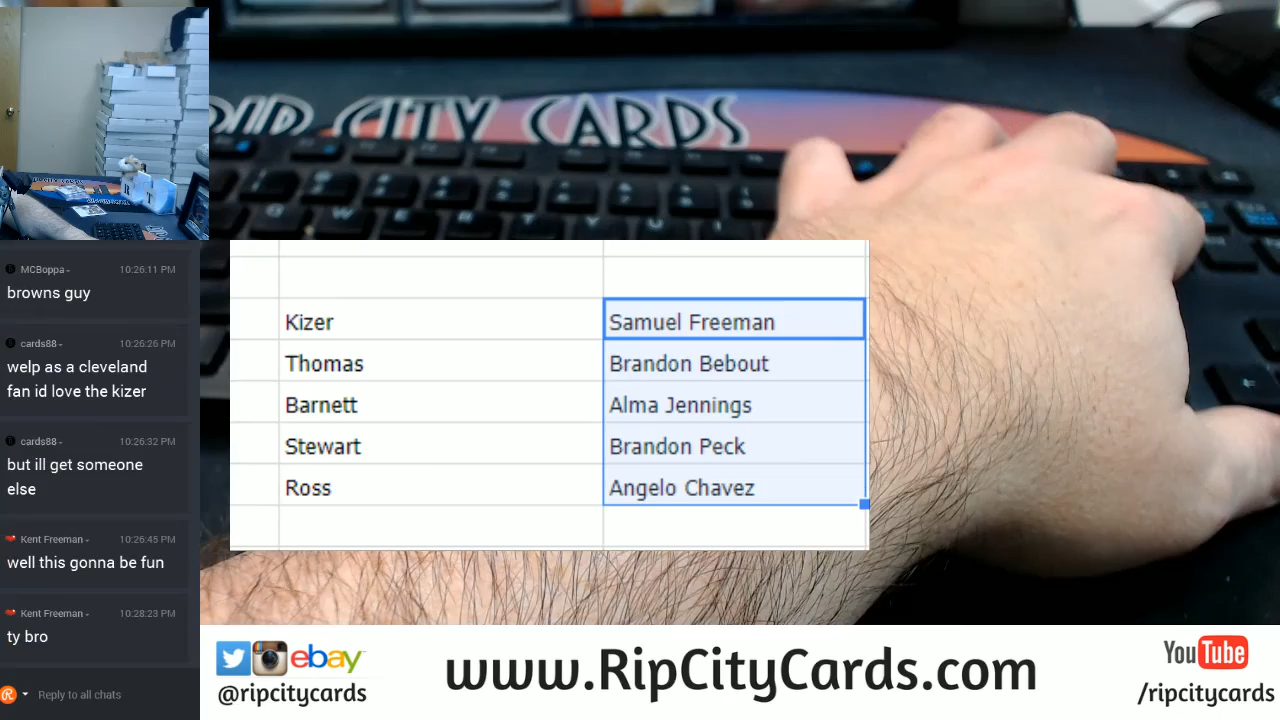 RIP CITY CARDS
MCBoppa
10:26:11 PM
browns guy
cards88
10:26:26 PM
welp as a cleveland
fan id love the kizer
cards88
10:26:32 PM
but ill get someone
else
Kent Freeman
10:26:45 PM
well this gonna be fun
Kent Freeman
10:28:23 PM
ty bro
Reply to all chats
Kizer Samuel Freeman
Thomas Brandon Bebout
Barnett Alma Jennings
Stewart Brandon Peck
Ross Angelo Chavez
ebay
@ripcitycards
www.RipCityCards.com
YouTube
/ripcitycards